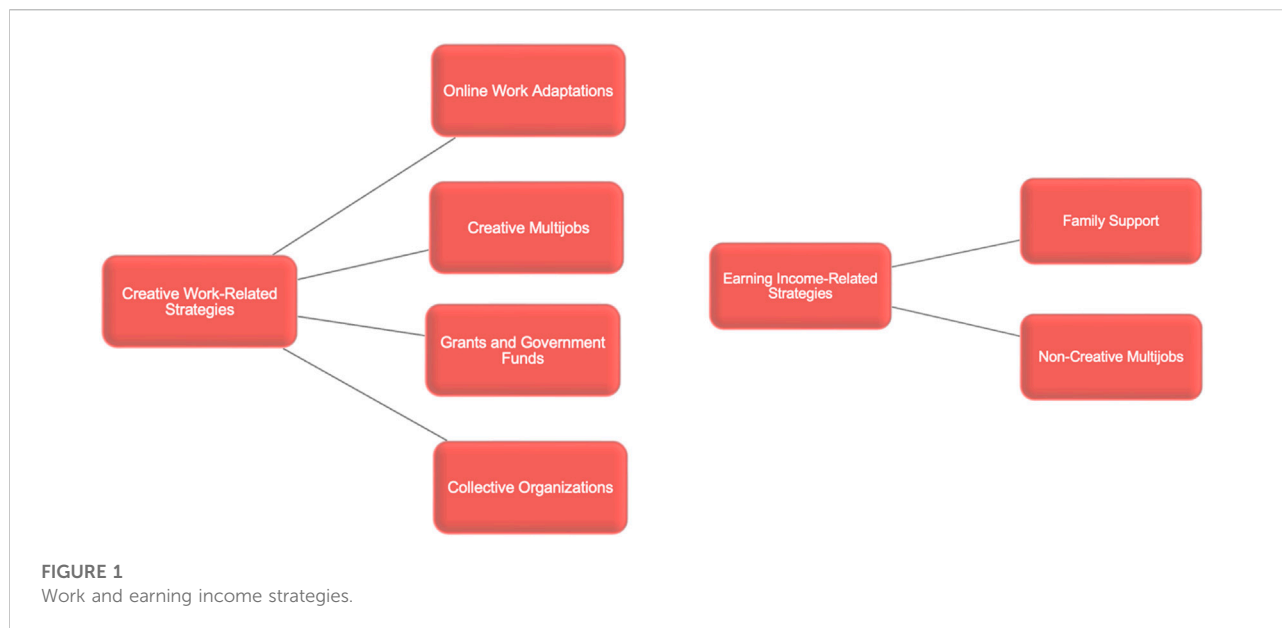 Online Work Adaptations
Creative Multijobs
Creative Work-Related
Strategies
Grants and Government
Funds
Collective Organizations
Family Support
Earning Income-Related
Strategies
Non-Creative Multijobs
FIGURE 1
Work and earning income strategies.